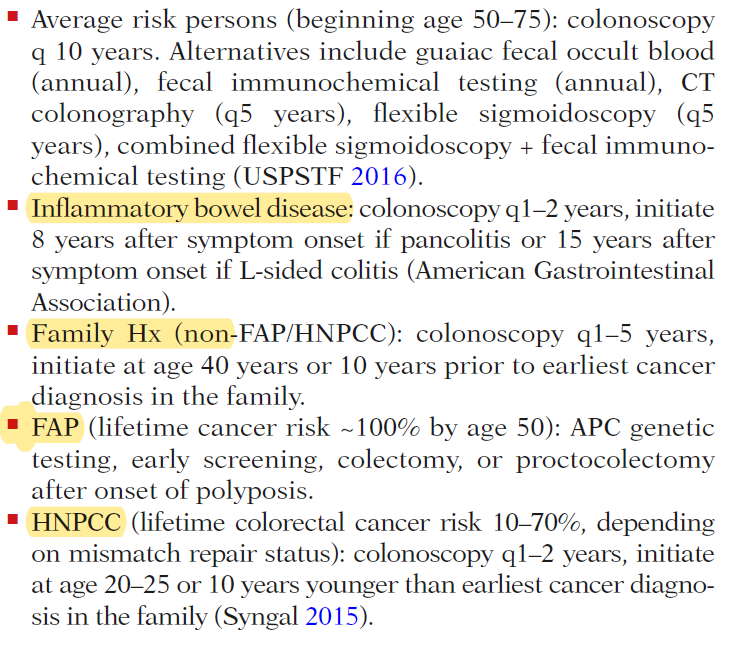 Average risk persons (beginning age 50–75): colonoscopy
q 10 years. Alternatives include guaiac fecal occult blood
(annual), fecal immunochemical testing (annual), CT
colonography (q5 years), flexible sigmoidoscopy (q5
years), combined flexible sigmoidoscopy + fecal immuno-
chemical testing (USPSTF 2016).
Inflammatory bowel disease: colonoscopy q1–2 years, initiate
8 years after symptom onset if pancolitis or 15 years after
symptom onset if L-sided colitis (American Gastrointestinal
Association).
Family Hx (non-FAP/HNPCC): colonoscopy q1–5 years,
initiate at age 40 years or 10 years prior to earliest cancer
diagnosis in the family.
FAP (lifetime cancer risk ~100% by age 50): APC genetic
testing, early screening, colectomy, or proctocolectomy
after onset of polyposis.
HNPCC (lifetime colorectal cancer risk 10–70%, depending
on mismatch repair status): colonoscopy q1–2 years, initiate
at age 20–25 or 10 years younger than earliest cancer diagno-
sis in the family (Syngal 2015).